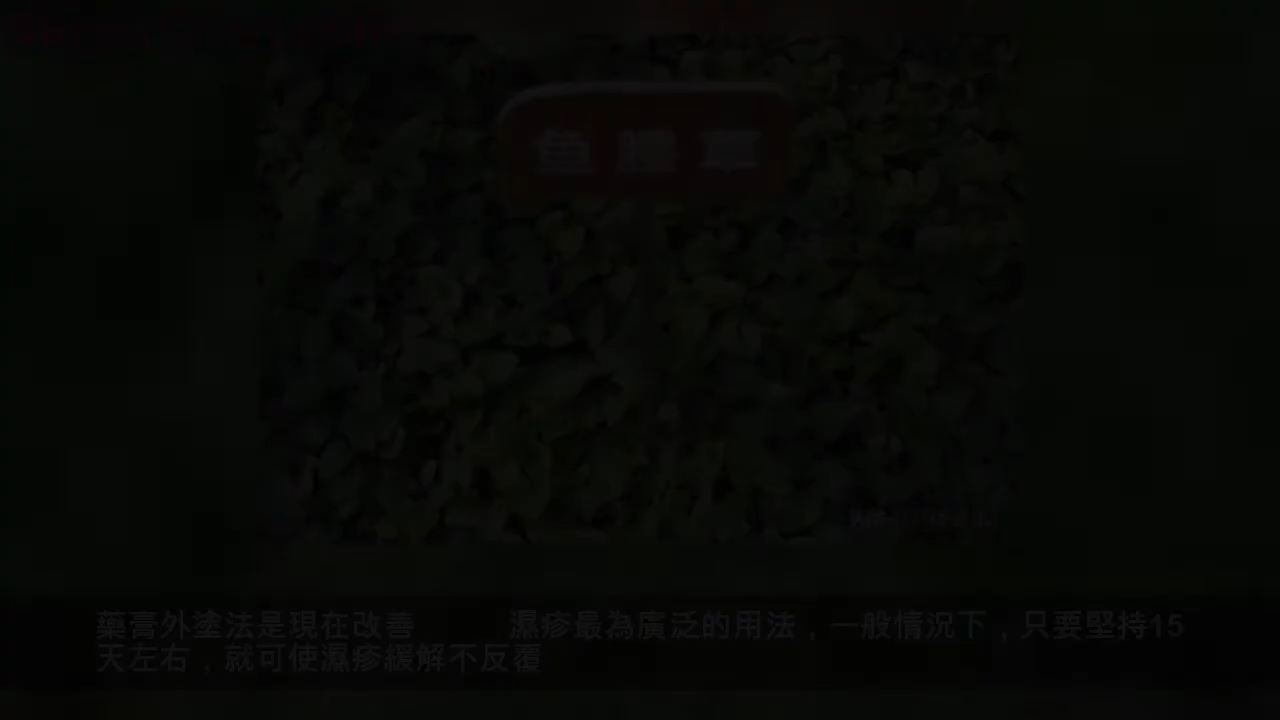 魚腥草
藥膏外塗法是現在改善 濕疹最為廣泛的用法，一般情況下，只要堅持15
天左右，就可使濕疹緩解不反覆